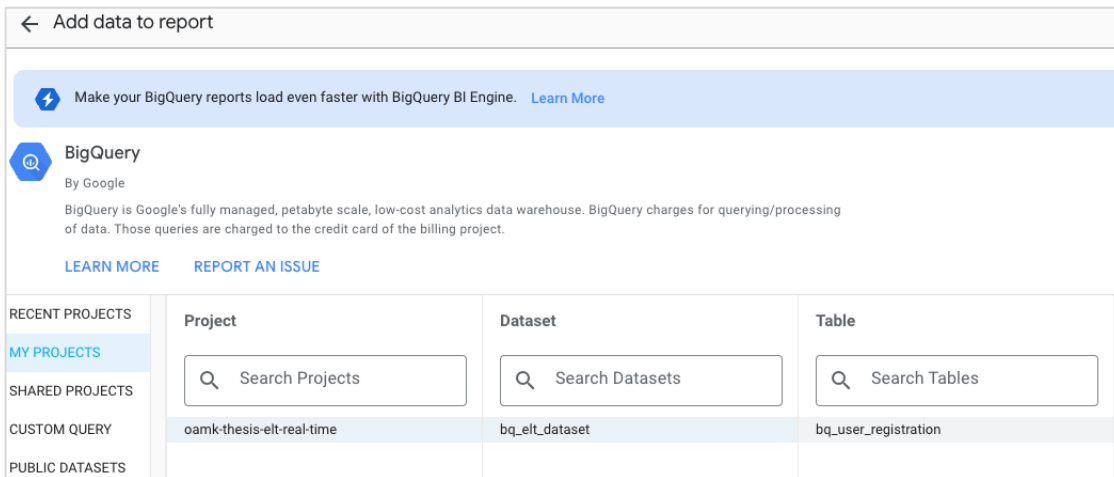 Add data to report
Make your BigQuery reports load even faster with BigQuery BI Engine. Learn More
BigQuery
By Google
BigQuery is Google's fully managed, petabyte scale, low-cost analytics data warehouse. BigQuery charges for querying/processing
of data. Those queries are charged to the credit card of the billing project.
LEARN MORE REPORT AN ISSUE
RECENT PROJECTS
MY PROJECTS
SHARED PROJECTS
CUSTOM QUERY
PUBLIC DATASETS
Project
Search Projects
oamk-thesis-elt-real-time
Dataset
Search Datasets
bq_elt_dataset
Table
Search Tables
bq_user_registration